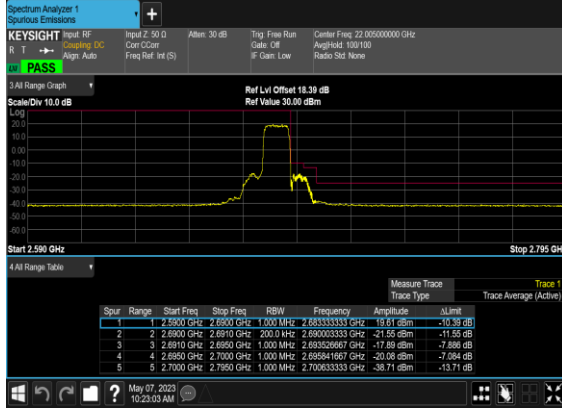 Spectrum Analyzer 1
Spurious Emissions
+
KEYSIGHT Input: RF Input Z: 50 Ω Atten: 30 dB Trig: Free Run Center Freq: 22.005000000 GHz
R T Coupling: DC Corr CCorr Gate: Off Avg|Hold: 100/100
Align: Auto Freq Ref: Int (S) IF Gain: Low Radio Std: None
LXI PASS
3 All Range Graph
Ref Lvl Offset 18.39 dB
Scale/Div 10.0 dB Ref Value 30.00 dBm
Log
20.0
10.0
0.00
-10.0
-20.0
-30.0
-40.0
-50.0
-60.0
Start 2.590 GHz Stop 2.795 GH
4 All Range Table
Measure Trace Trace 1
Trace Type Trace Average (Active)
Spur Range Start Freq Stop Freq RBW Frequency Amplitude ΔLimit
1 1 2.5900 GHz 2.6900 GHz 1.000 MHz 2.683333333 GHz 19.61 dBm -10.39 dB
2 2 2.6900 GHz 2.6910 GHz 200.0 kHz 2.690003333 GHz -21.55 dBm -11.55 dB
3 3 2.6910 GHz 2.6950 GHz 1.000 MHz 2.693526667 GHz -17.89 dBm -7.886 dB
4 4 2.6950 GHz 2.7000 GHz 1.000 MHz 2.695841667 GHz -20.08 dBm -7.084 dB
5 5 2.7000 GHz 2.7950 GHz 1.000 MHz 2.700633333 GHz -38.71 dBm -13.71 dB
? May 07, 2023
10:23:03 AM